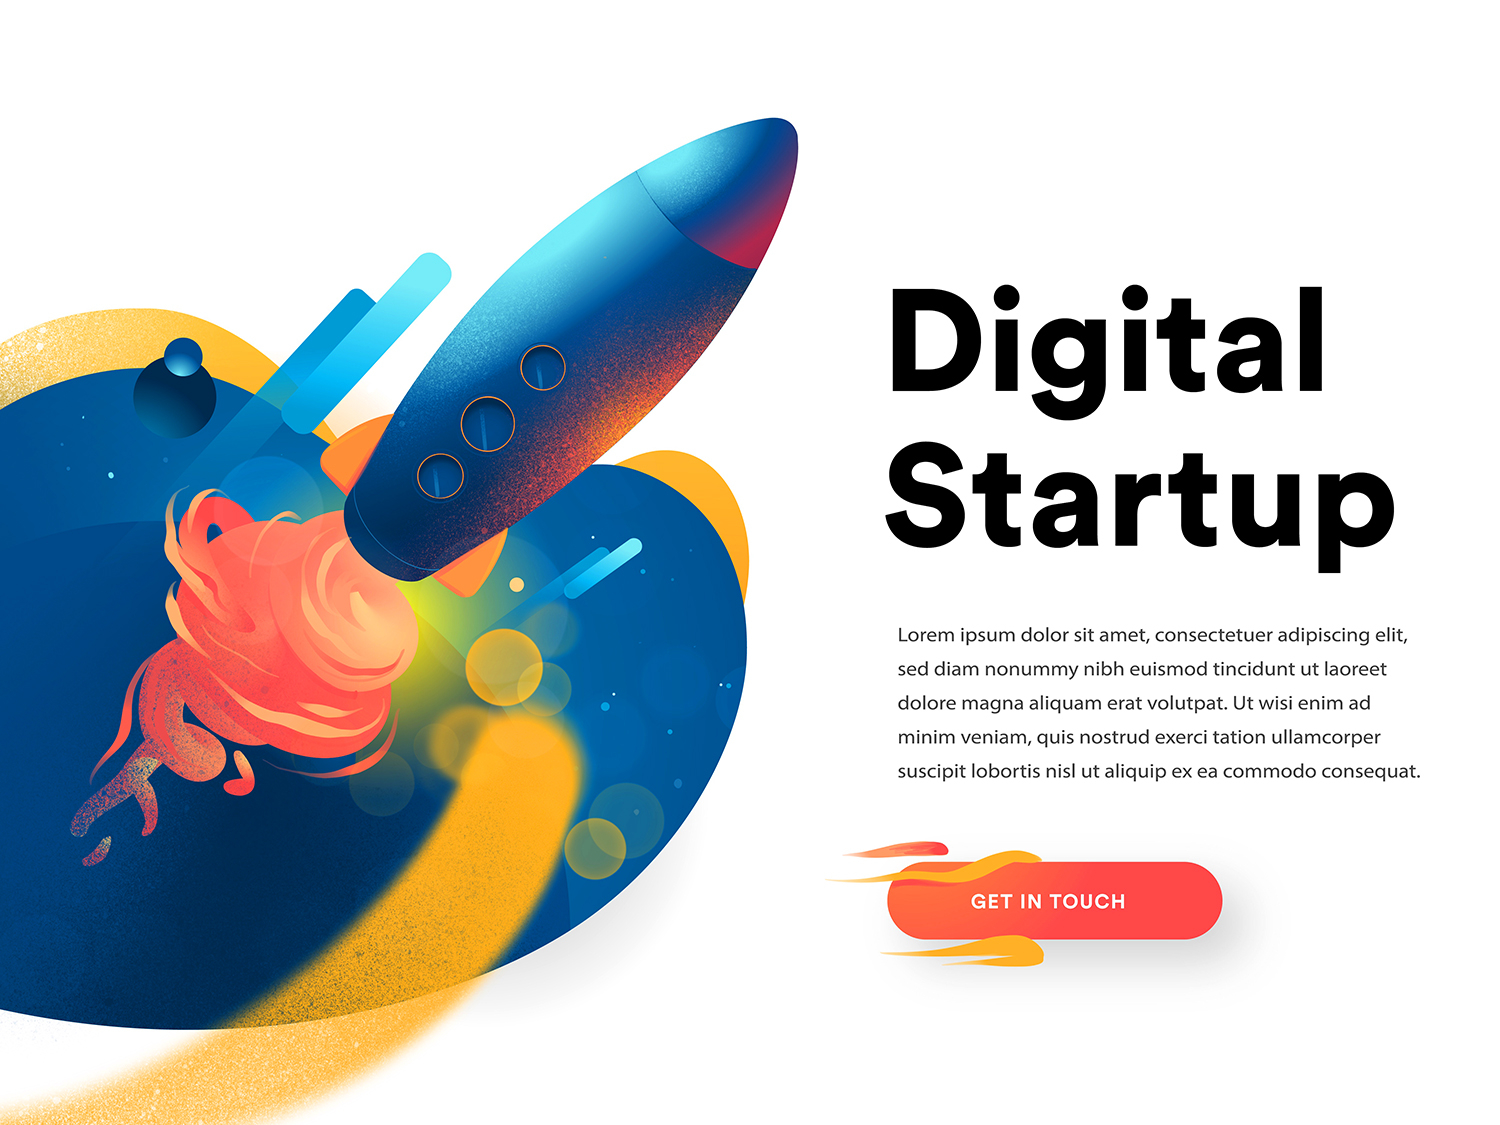 Digital
Startup
Lorem ipsum dolor sit amet, consectetuer adipiscing elit,
sed diam nonummy nibh euismod tincidunt ut laoreet
dolore magna aliquam erat volutpat. Ut wisi enim ad
minim veniam, quis nostrud exerci tation ullamcorper
suscipit lobortis nisl ut aliquip ex ea commodo consequat.
GET IN TOUCH